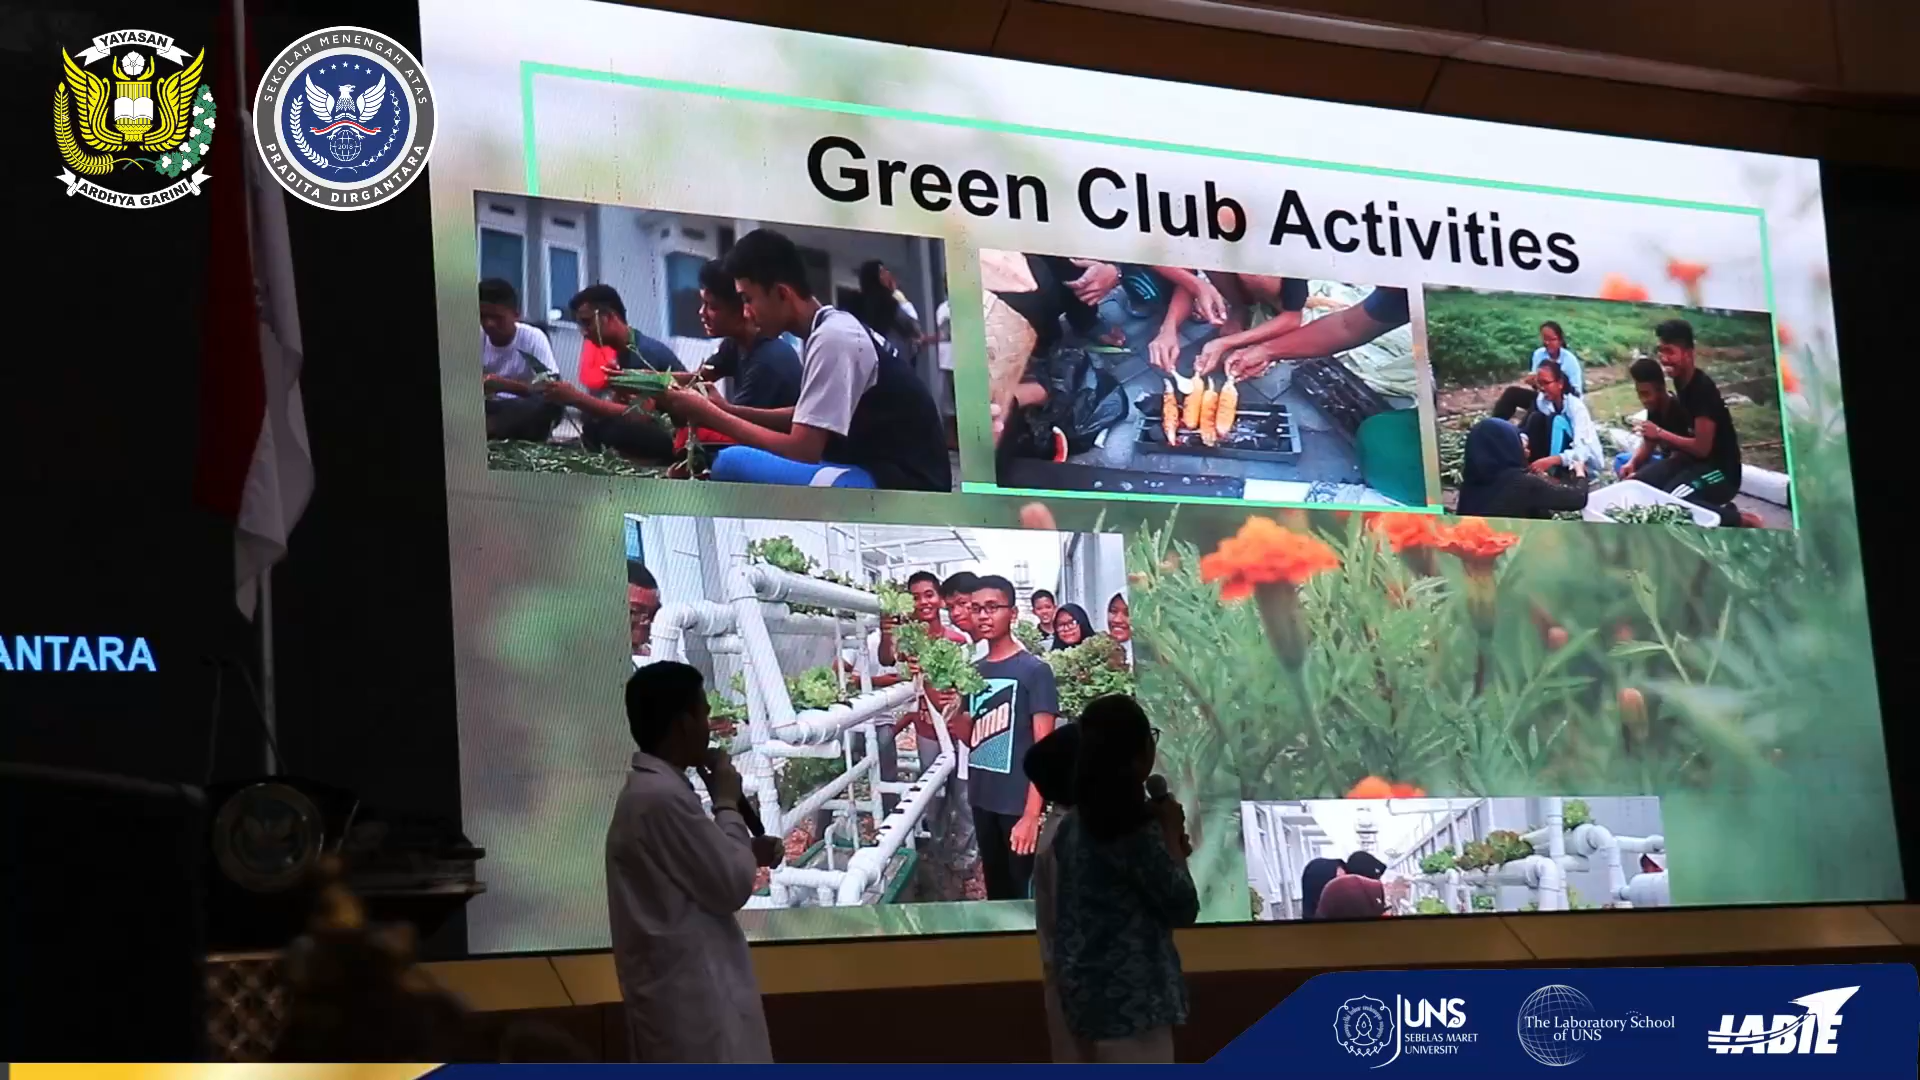 YAYASAN
ARDHYA GARINI
SEKOLAH MENENGAH ATAS
2018
PRADITA DIRGANTARA
Green Club Activities
ANTARA
PUMA
UNS
SEBELAS MARET
UNIVERSITY
The Laboratory School
of UNS